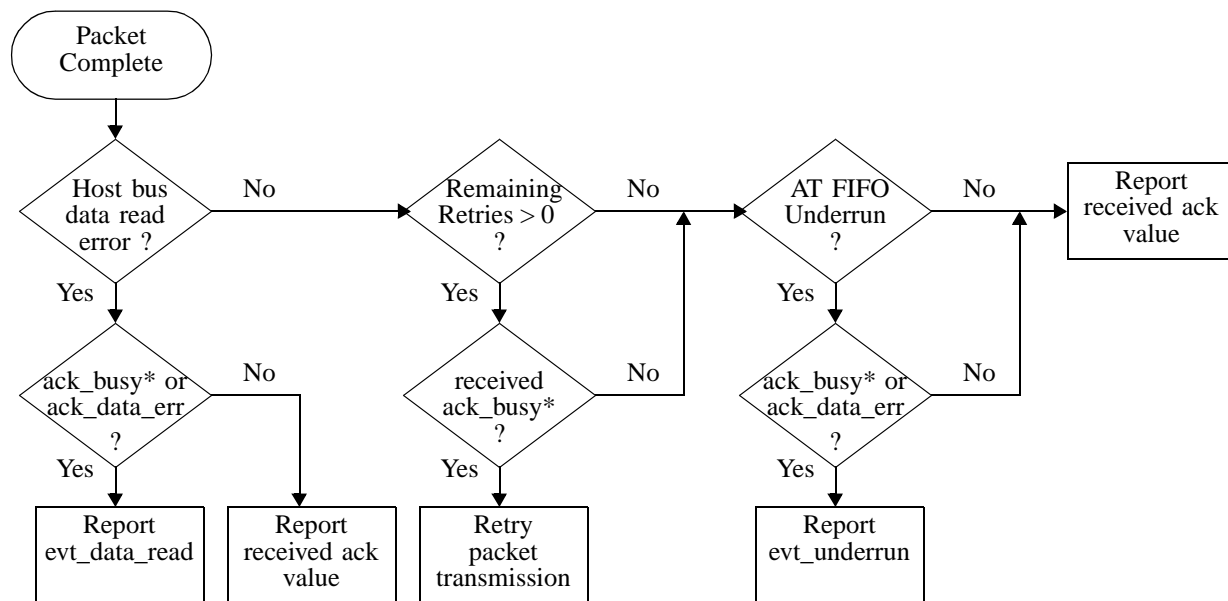 Packet
Complete
Host bus
data read
error ?
No
Remaining
Retries > 0
?
No
AT FIFO
Underrun
?
No
Report
received ack
value
Yes
Yes
Yes
ack_busy* or
ack_data_err
?
No
received
ack_busy*
?
No
ack_busy* or
ack_data_err
?
No
Yes
Yes
Yes
Report
evt_data_read
Report
received ack
value
Retry
packet
transmission
Report
evt_underrun